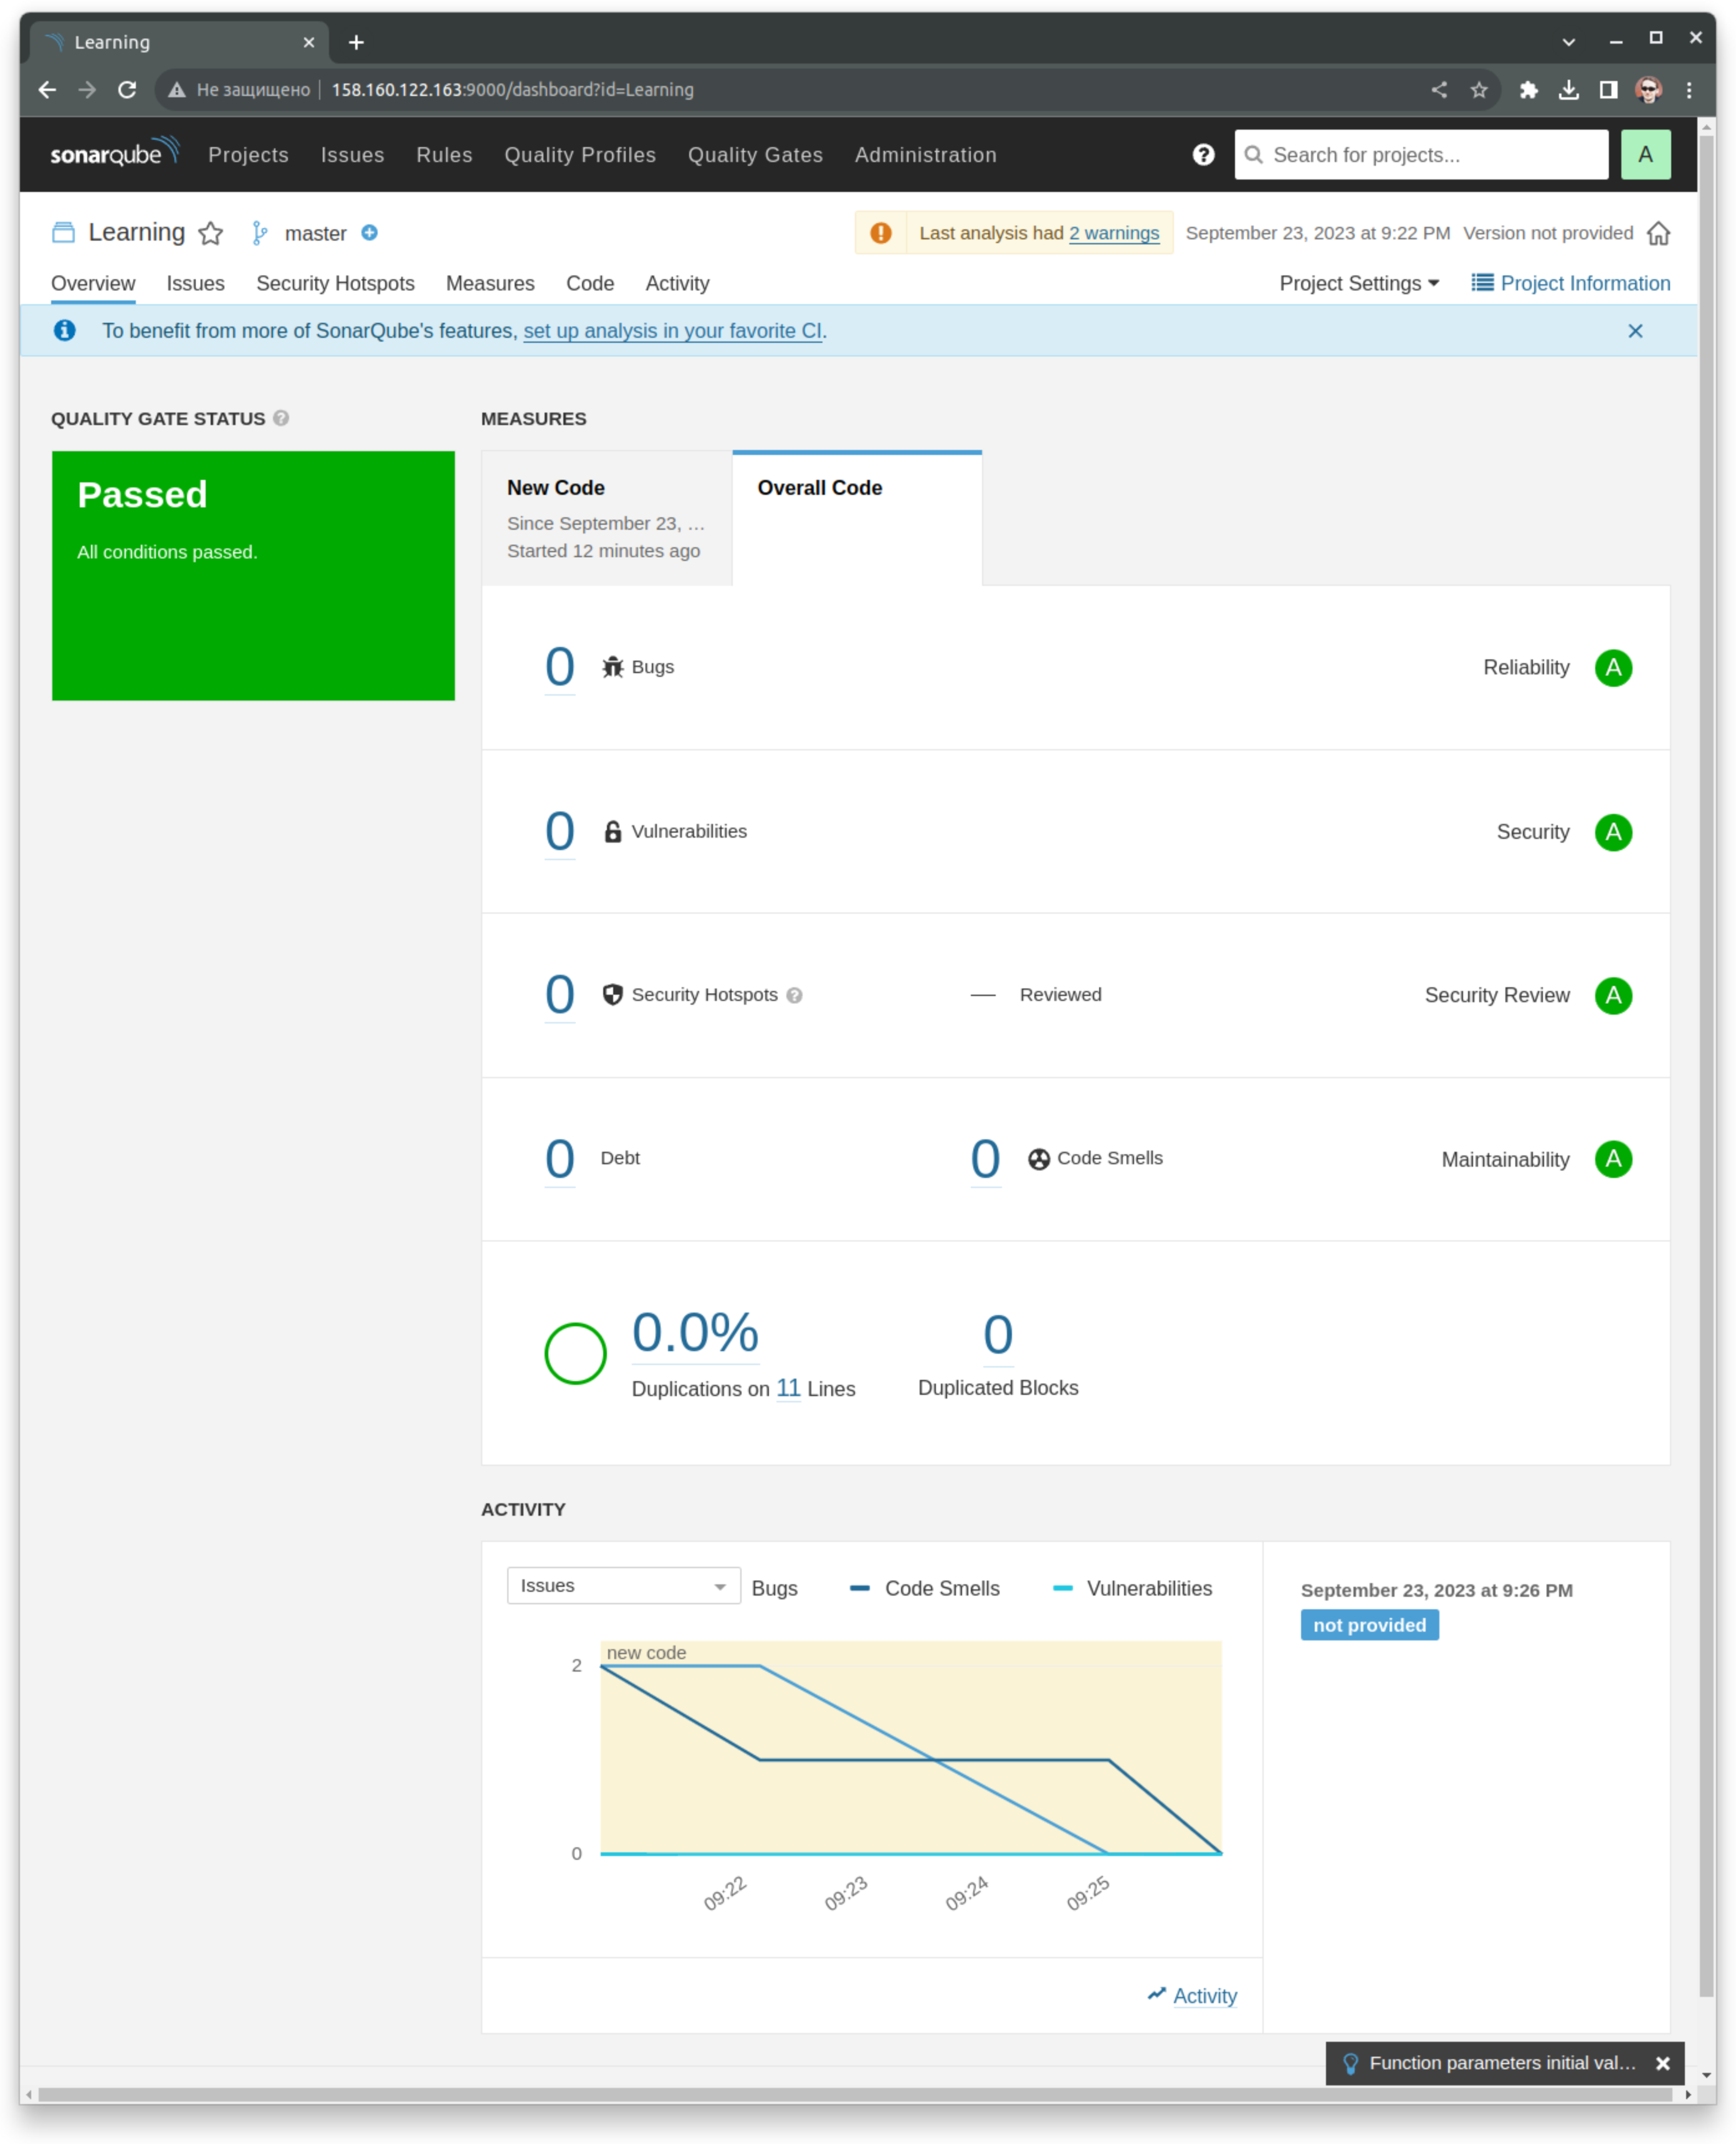 Learning
Не защищено 158.160.122.163:9000/dashboard?id=Learning
sonarqube Projects Issues Rules Quality Profiles Quality Gates Administration Search for projects... A
Learning master Last analysis had 2 warnings September 23, 2023 at 9:22 PM Version not provided
Overview Issues Security Hotspots Measures Code Activity Project Settings Project Information
To benefit from more of SonarQube's features, set up analysis in your favorite CI.
QUALITY GATE STATUS
Passed
All conditions passed.
MEASURES
New Code
Since September 23, ...
Started 12 minutes ago
Overall Code
0 Bugs Reliability A
0 Vulnerabilities Security A
0 Security Hotspots — Reviewed Security Review A
0 Debt 0 Code Smells Maintainability A
0.0% 0
Duplications on 11 Lines Duplicated Blocks
ACTIVITY
Issues Bugs Code Smells Vulnerabilities
new code
2
0
09:22 09:23 09:24 09:25
Activity
September 23, 2023 at 9:26 PM
not provided
Function parameters initial val...